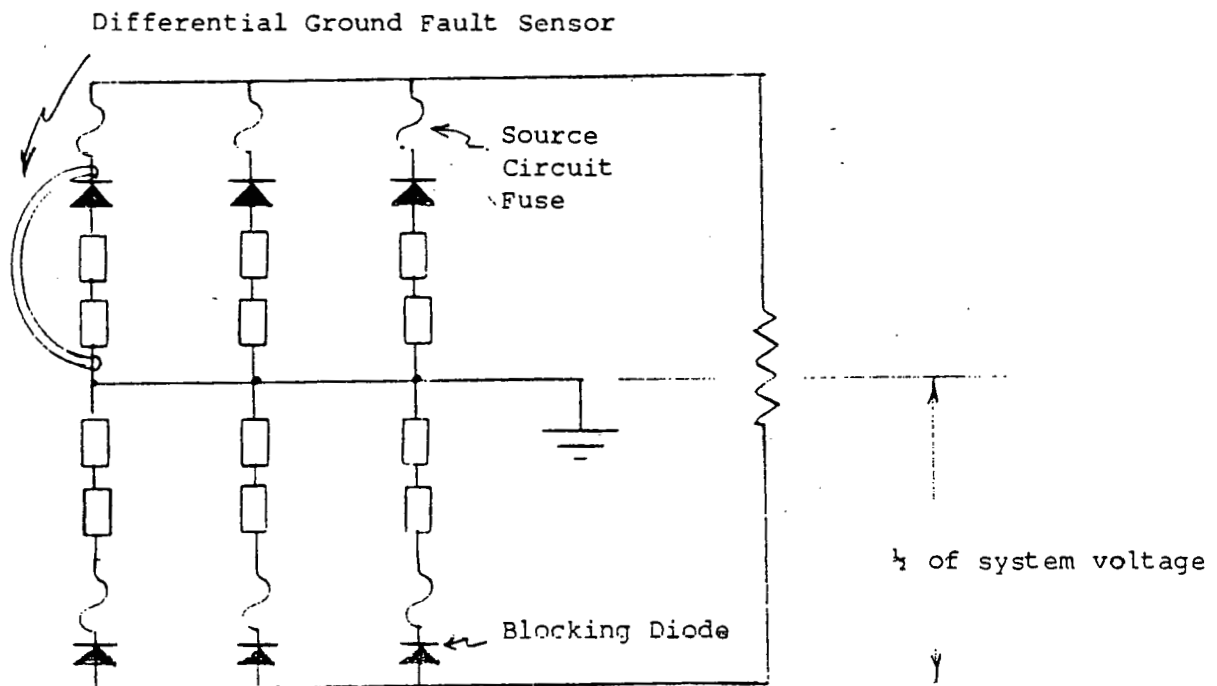 Differential Ground Fault Sensor
Source
Circuit
Fuse
½ of system voltage
Blocking Diode